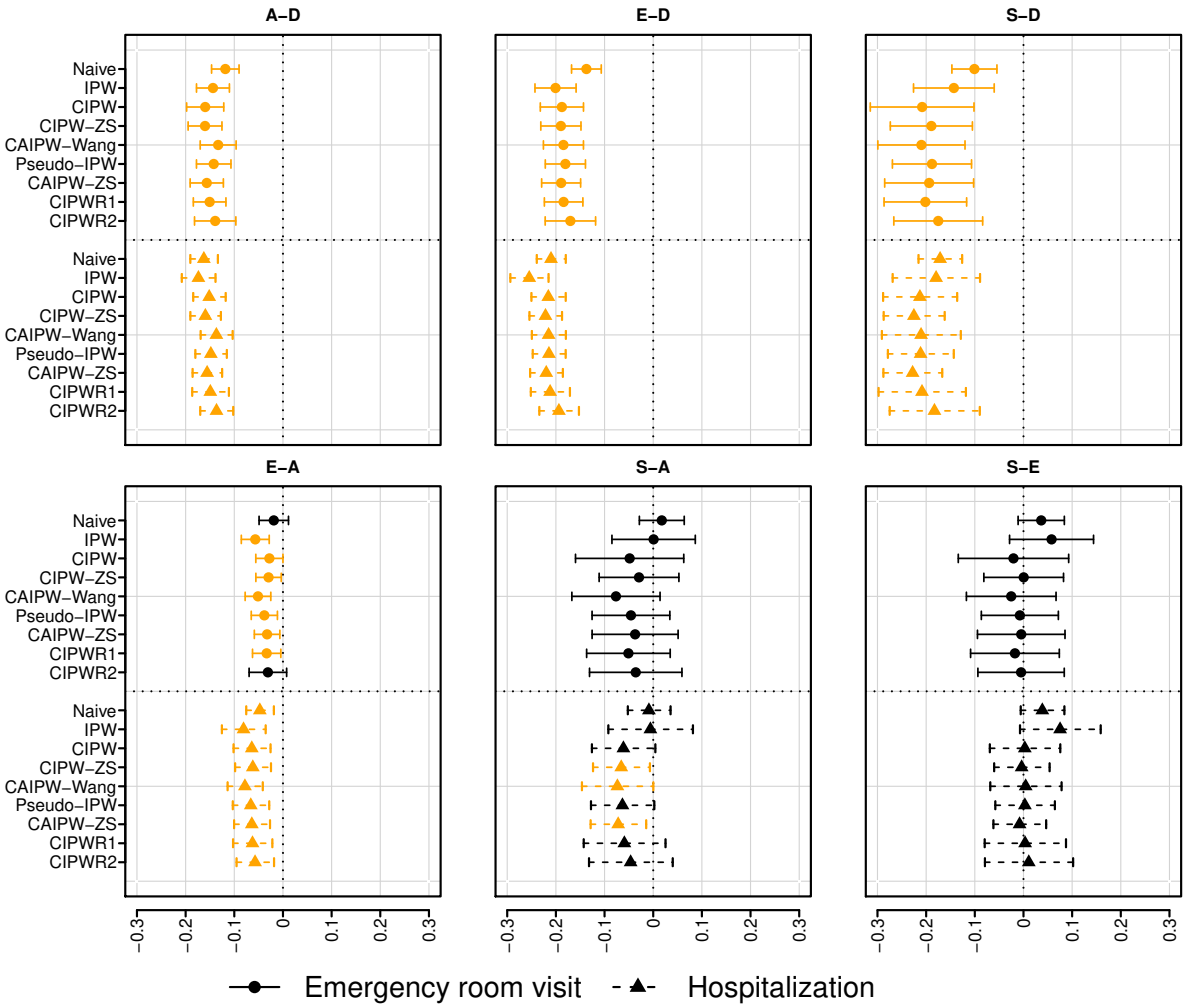 A−D
E−D
S−D
Naive
IPW
CIPW
CIPW−ZS
CAIPW−Wang
Pseudo−IPW
CAIPW−ZS
CIPWR1
CIPWR2
Naive
IPW
CIPW
CIPW−ZS
CAIPW−Wang
Pseudo−IPW
CAIPW−ZS
CIPWR1
CIPWR2
E−A
S−A
S−E
Naive
IPW
CIPW
CIPW−ZS
CAIPW−Wang
Pseudo−IPW
CAIPW−ZS
CIPWR1
CIPWR2
Naive
IPW
CIPW
CIPW−ZS
CAIPW−Wang
Pseudo−IPW
CAIPW−ZS
CIPWR1
CIPWR2
−0.3 −0.2 −0.1 0 0.1 0.2 0.3
−0.3 −0.2 −0.1 0 0.1 0.2 0.3
−0.3 −0.2 −0.1 0 0.1 0.2 0.3
Emergency room visit Hospitalization